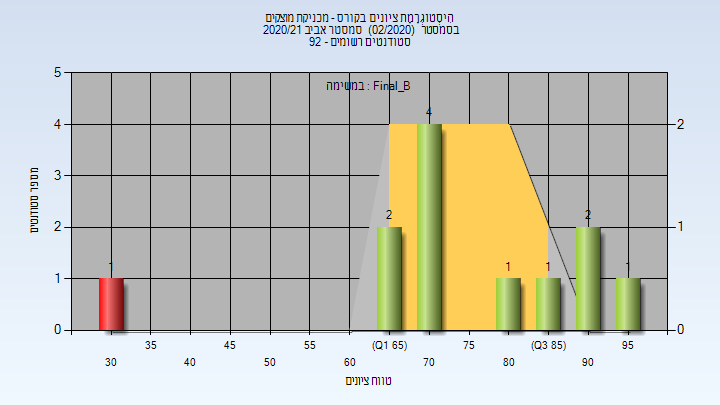 היסטוגרמת ציונים בקורס - מכניקת מוצקים
בסמסטר (02/2020) סמסטר אביב 2020/21
סטודנטים רשומים - 92
במשימה : Final_B
מספר סטודנטים
5
4
3
2
1
0
2
1
0
1
2
4
1
1
2
1
35 45 55 (Q1 65) 75 (Q3 85) 95
30 40 50 60 70 80 90
טווח ציונים